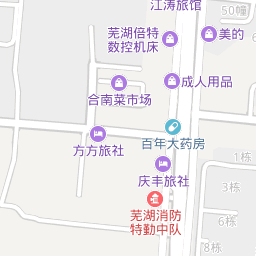 江涛旅馆
50幢
芜湖倍特
数控机床
美的
成人用品
合南菜市场
百年大药房
方方旅社
1栋
庆丰旅社
3栋
芜湖消防
特勤中队
6栋
8栋